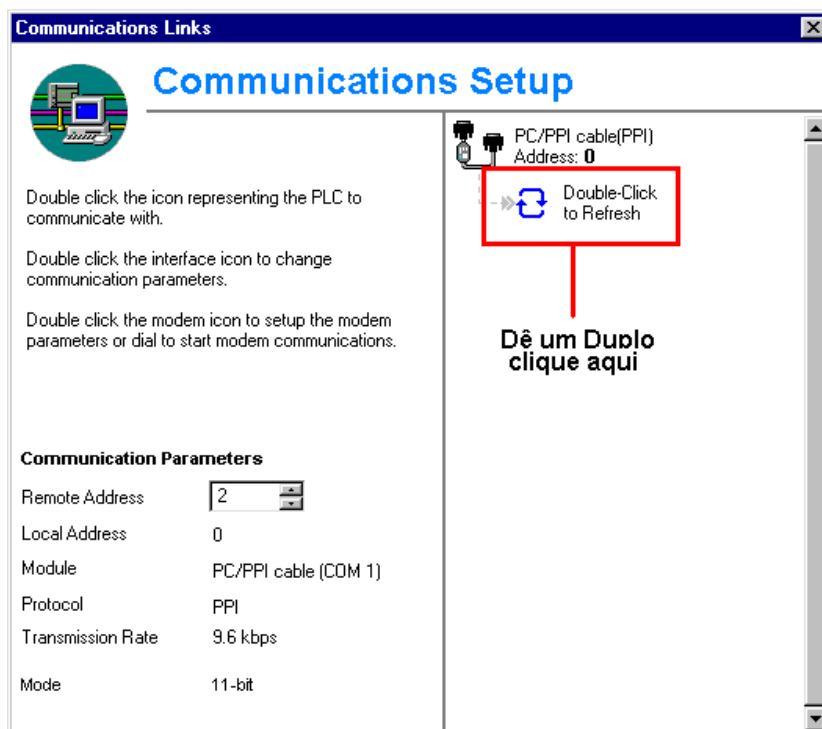 Communications Links
Communications Setup
Double click the icon representing the PLC to
communicate with.
Double click the interface icon to change
communication parameters.
Double click the modem icon to setup the modem
parameters or dial to start modem communications.
PC/PPI cable(PPI)
Address: 0
Double-Click
to Refresh
Dê um Duplo
clique aqui
Communication Parameters
Remote Address 2
Local Address 0
Module PC/PPI cable (COM 1)
Protocol PPI
Transmission Rate 9.6 kbps
Mode 11-bit